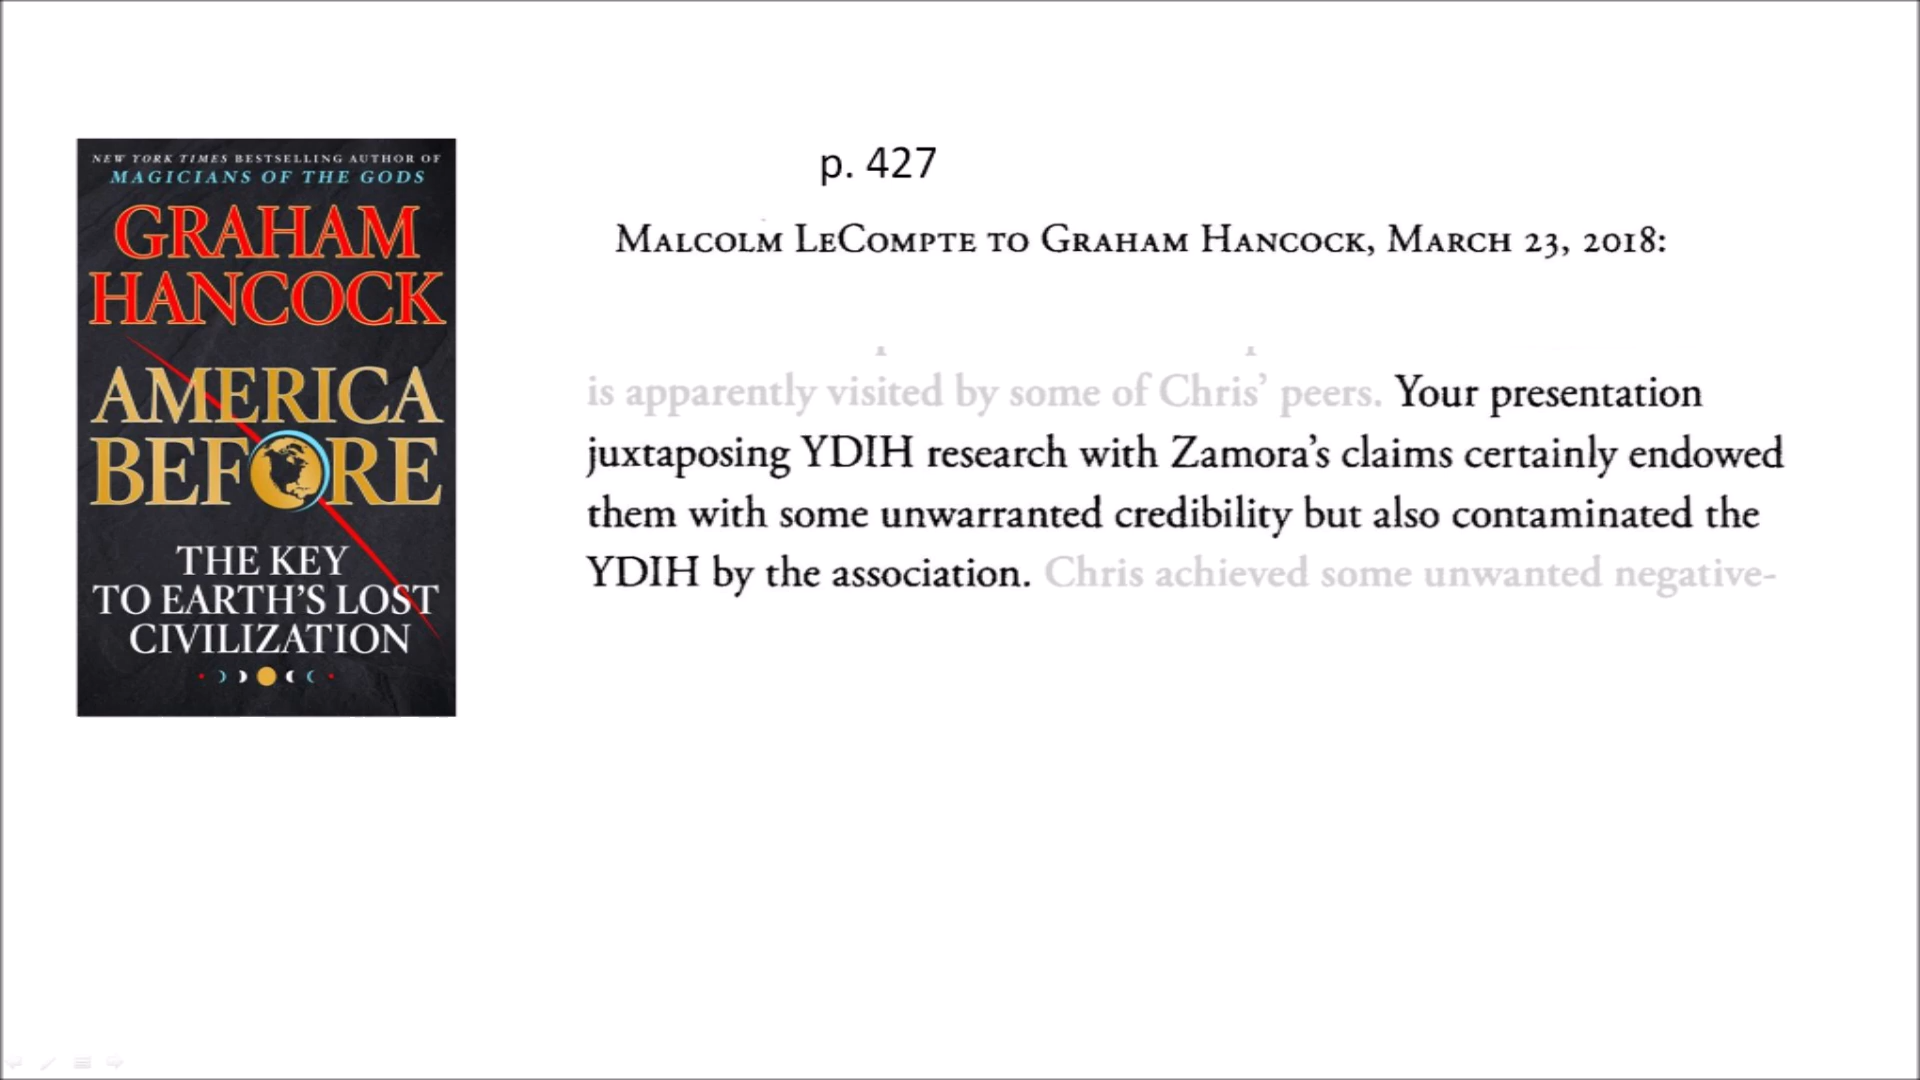 NEW YORK TIMES BESTSELLING AUTHOR OF
MAGICIANS OF THE GODS
GRAHAM
HANCOCK
AMERICA
BEFORE
THE KEY
TO EARTH'S LOST
CIVILIZATION
p. 427
MALCOLM LECOMPTE TO GRAHAM HANCOCK, MARCH 23, 2018:
is apparently visited by some of Chris' peers. Your presentation
juxtaposing YDIH research with Zamora's claims certainly endowed
them with some unwarranted credibility but also contaminated the
YDIH by the association. Chris achieved some unwanted negative-